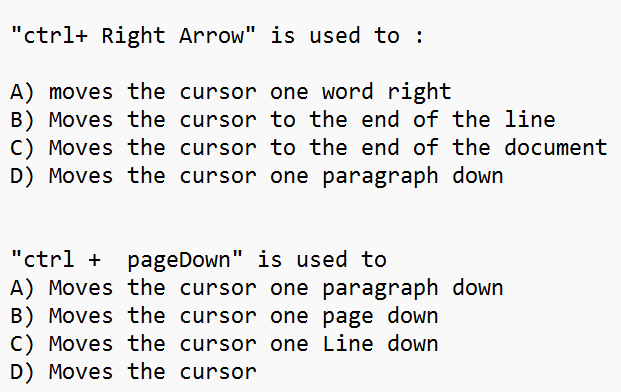 "ctrl+ Right Arrow" is used to :
A) moves the cursor one word right
B) Moves the cursor to the end of the line
C) Moves the cursor to the end of the document
D) Moves the cursor one paragraph down
"ctrl +  pageDown" is used to
A) Moves the cursor one paragraph down
B) Moves the cursor one page down
C) Moves the cursor one Line down
D) Moves the cursor